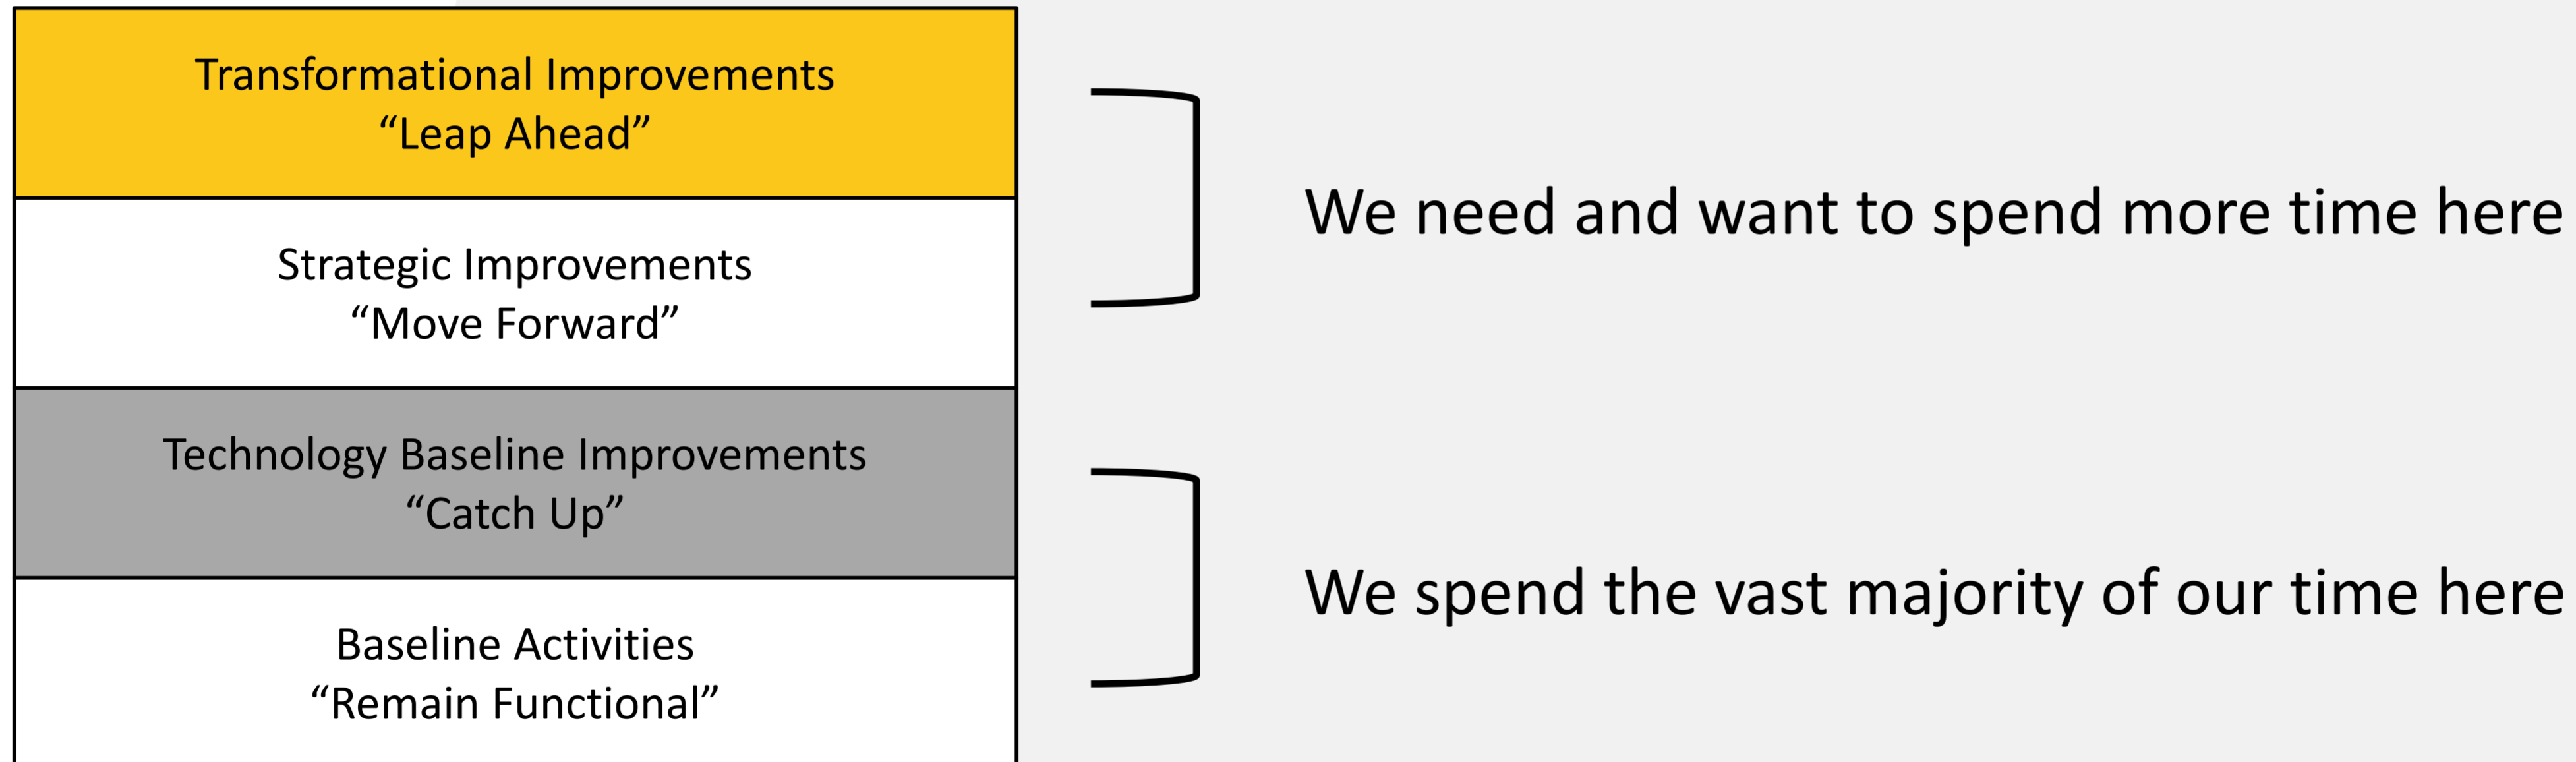 Transformational Improvements
“Leap Ahead”
Strategic Improvements
“Move Forward”
We need and want to spend more time here
Technology Baseline Improvements
“Catch Up”
Baseline Activities
“Remain Functional”
We spend the vast majority of our time here